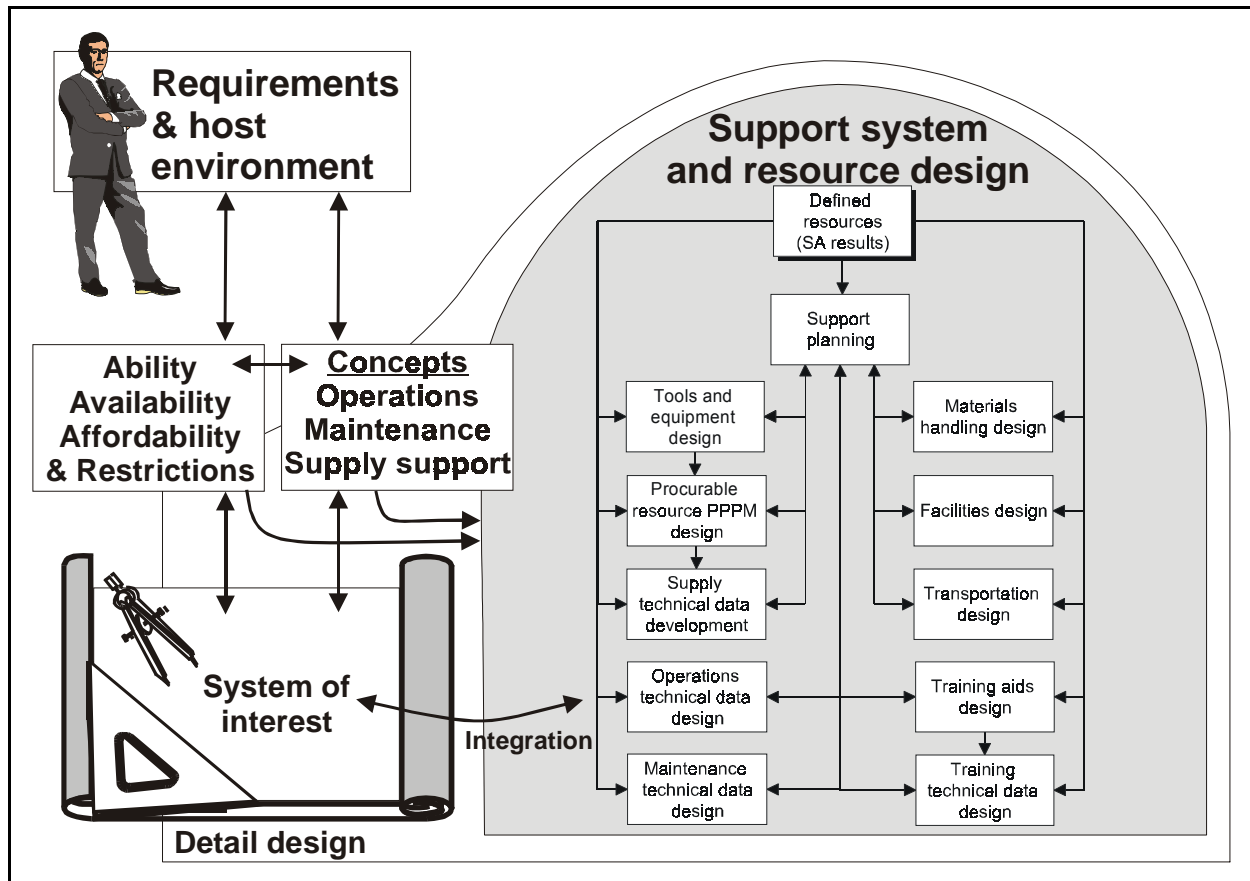 Requirements
& host
environment
Support system
and resource design
Defined
resources
(SA results)
Support
planning
Ability
Availability
Affordability
& Restrictions
Concepts
Operations
Maintenance
Supply support
Tools and
equipment
design
Materials
handling design
Procurable
resource PPPM
design
Facilities design
Supply
technical data
development
Transportation
design
Operations
technical data
design
Training aids
design
Maintenance
technical data
design
Training
technical data
design
System of
interest
Integration
Detail design